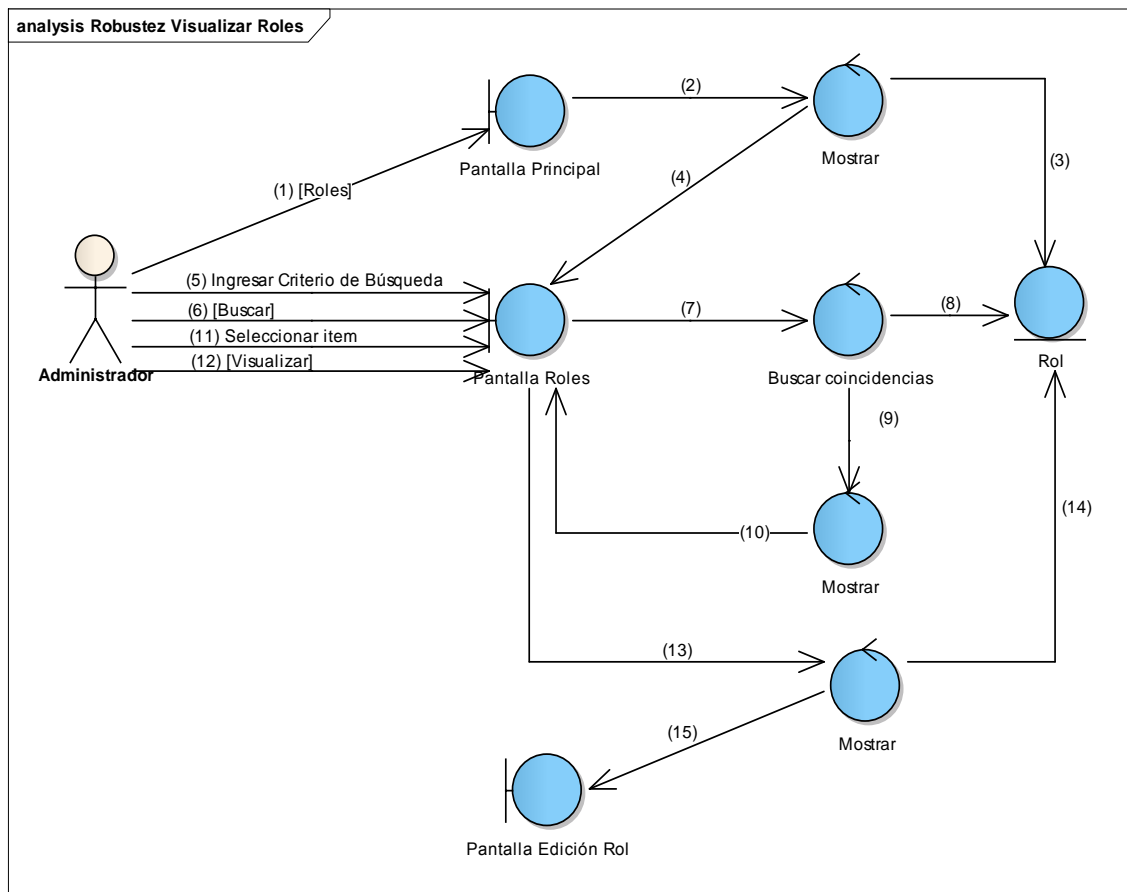 analysis Robustez Visualizar Roles
(2)
Pantalla Principal
Mostrar
(1) [Roles]
(4)
(3)
(5) Ingresar Criterio de Búsqueda
(6) [Buscar]
(7)
(8)
(11) Seleccionar item
(12) [Visualizar]
Administrador
Pantalla Roles
Buscar coincidencias
Rol
(9)
(10)
(14)
Mostrar
(13)
(15)
Mostrar
Pantalla Edición Rol